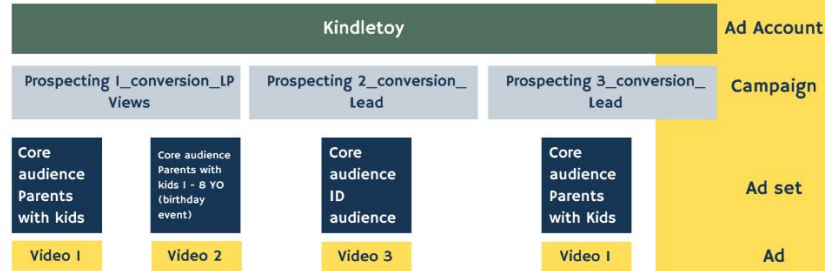 Kindletoy
Ad Account
Prospecting 1_conversion_LP
Views
Prospecting 2_conversion_
Lead
Prospecting 3_conversion_
Lead
Campaign
Core
audience
Parents
with kids
Core audience
Parents with
kids 1 - 8 YO
(birthday
event)
Core
audience
ID
audience
Core
audience
Parents
with Kids
Ad set
Video 1
Video 2
Video 3
Video 1
Ad